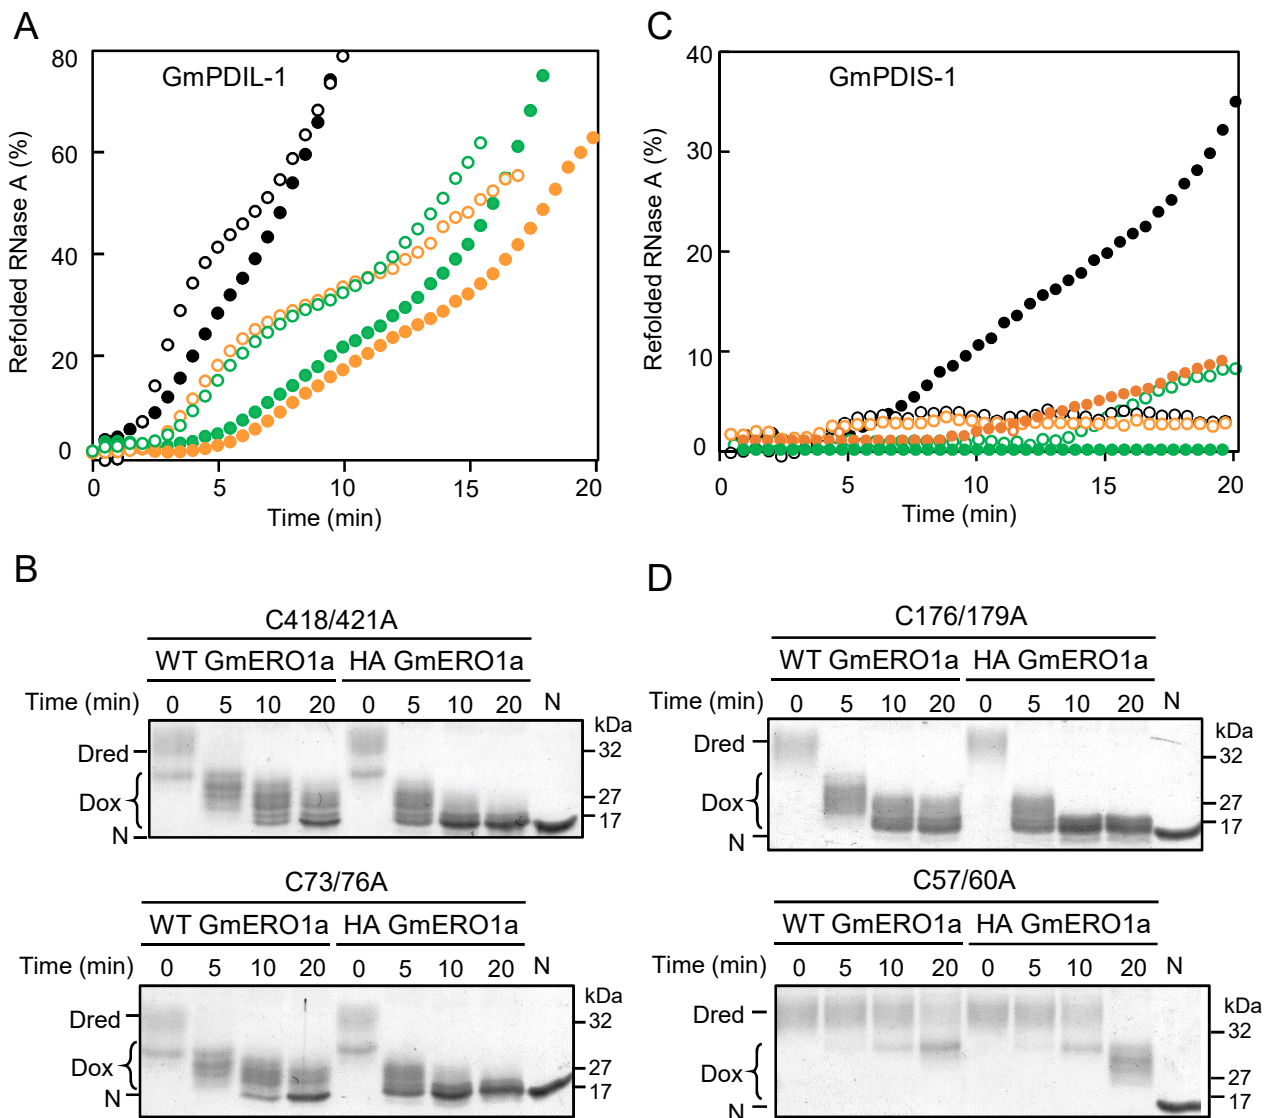 A
GmPDIL-1
Refolded RNase A (%)
80
60
40
20
0
0 5 10 15 20
Time (min)
C
GmPDIS-1
Refolded RNase A (%)
40
30
20
10
0
0 5 10 15 20
Time (min)
B
C418/421A
WT GmERO1a HA GmERO1a
Time (min) 0 5 10 20 0 5 10 20 N
kDa
Dred 32
Dox 27
17
N
C73/76A
WT GmERO1a HA GmERO1a
Time (min) 0 5 10 20 0 5 10 20 N
kDa
Dred 32
Dox 27
N 17
D
C176/179A
WT GmERO1a HA GmERO1a
Time (min) 0 5 10 20 0 5 10 20 N
kDa
Dred 32
Dox 27
17
N
C57/60A
WT GmERO1a HA GmERO1a
Time (min) 0 5 10 20 0 5 10 20 N
kDa
Dred 32
Dox 27
17
N